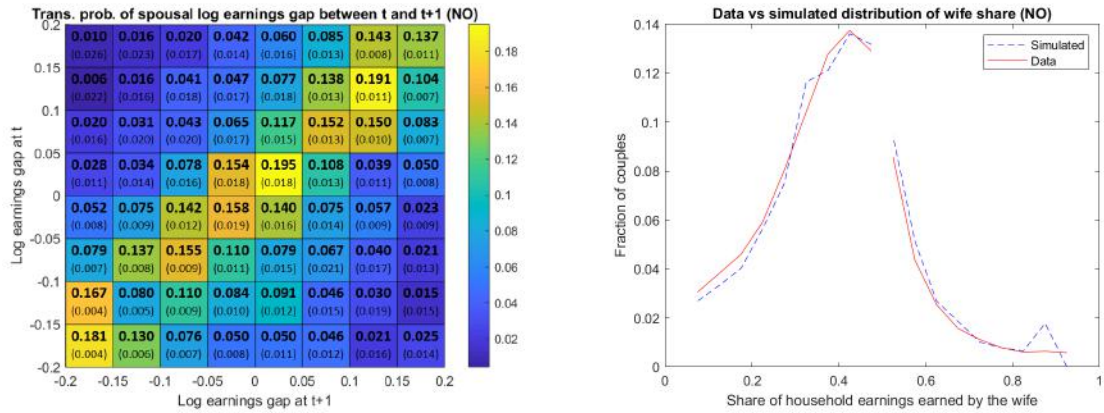 Trans. prob. of spousal log earnings gap between t and t+1 (NO)
0.2
0.010 0.016 0.020 0.042 0.060 0.085 0.143 0.137
(0.026) (0.023) (0.017) (0.014) (0.016) (0.013) (0.008) (0.011)
0.15
0.006 0.016 0.041 0.047 0.077 0.138 0.191 0.104
(0.022) (0.016) (0.018) (0.017) (0.018) (0.013) (0.011) (0.007)
0.1
0.020 0.031 0.043 0.065 0.117 0.152 0.150 0.083
(0.016) (0.020) (0.020) (0.017) (0.015) (0.013) (0.010) (0.007)
0.05
0.028 0.034 0.078 0.154 0.195 0.108 0.039 0.050
(0.011) (0.014) (0.016) (0.018) (0.018) (0.013) (0.011) (0.008)
0
0.052 0.075 0.142 0.158 0.140 0.075 0.057 0.023
(0.008) (0.009) (0.012) (0.019) (0.016) (0.014) (0.009) (0.009)
-0.05
0.079 0.137 0.155 0.110 0.079 0.067 0.040 0.021
(0.007) (0.008) (0.009) (0.011) (0.015) (0.021) (0.017) (0.013)
-0.1
0.167 0.080 0.110 0.084 0.091 0.046 0.030 0.015
(0.004) (0.005) (0.009) (0.010) (0.012) (0.015) (0.019) (0.015)
-0.15
0.181 0.130 0.076 0.050 0.050 0.046 0.021 0.025
(0.004) (0.006) (0.007) (0.008) (0.011) (0.012) (0.016) (0.014)
-0.2
-0.2 -0.15 -0.1 -0.05 0 0.05 0.1 0.15 0.2
Log earnings gap at t+1
Log earnings gap at t
0.18
0.16
0.14
0.12
0.1
0.08
0.06
0.04
0.02
Data vs simulated distribution of wife share (NO)
Simulated
Data
0.14
0.12
0.10
0.08
0.06
0.04
0.02
0
0 0.2 0.4 0.6 0.8 1
Share of household earnings earned by the wife
Fraction of couples